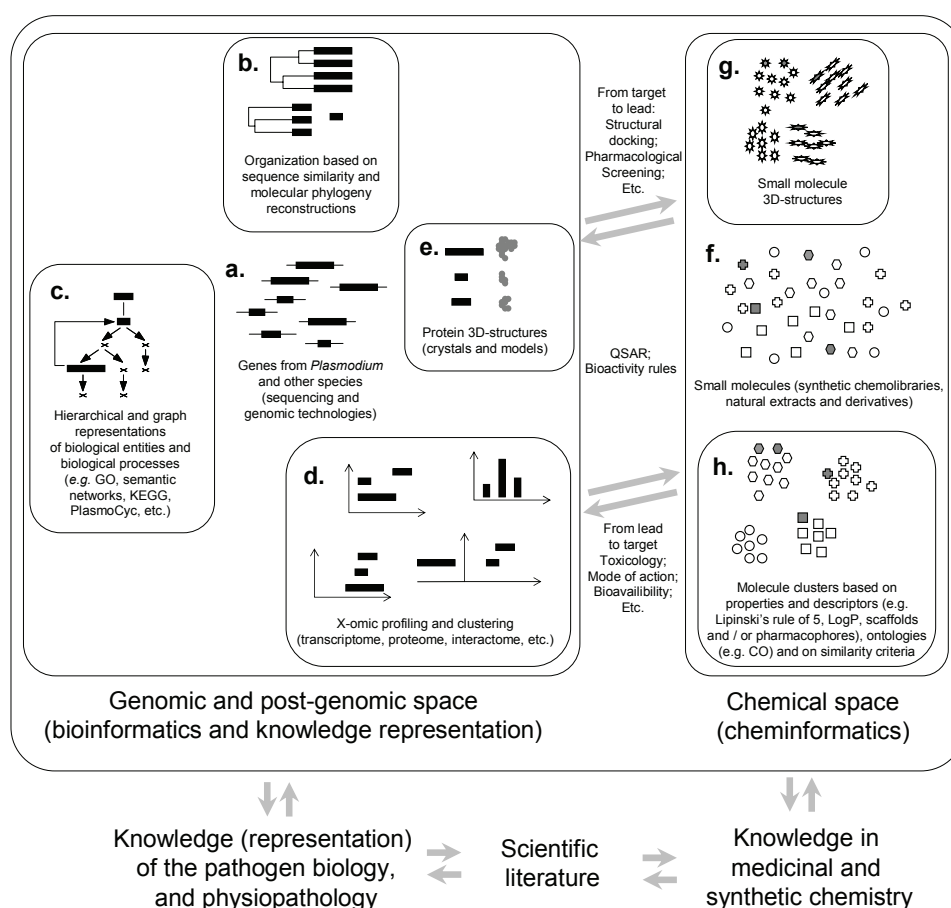 b.
Organization based on
sequence similarity and
molecular phylogeny
reconstructions
a.
Genes from Plasmodium
and other species
(sequencing and
genomic technologies)
c.
Hierarchical and graph
representations
of biological entities and
biological processes
(e.g. GO, semantic
networks, KEGG,
PlasmoCyc, etc.)
e.
Protein 3D-structures
(crystals and models)
d.
X-omic profiling and clustering
(transcriptome, proteome, interactome, etc.)
Genomic and post-genomic space
(bioinformatics and knowledge representation)
From target
to lead:
Structural
docking;
Pharmacological
Screening;
Etc.
QSAR;
Bioactivity rules
From lead
to target
Toxicology;
Mode of action;
Bioavailibility;
Etc.
g.
Small molecule
3D-structures
f.
Small molecules (synthetic chemolibraries,
natural extracts and derivatives)
h.
Molecule clusters based on
properties and descriptors (e.g.
Lipinski's rule of 5, LogP, scaffolds
and / or pharmacophores), ontologies
(e.g. CO) and on similarity criteria
Chemical space
(cheminformatics)
Knowledge (representation)
of the pathogen biology,
and physiopathology
Scientific
literature
Knowledge in
medicinal and
synthetic chemistry